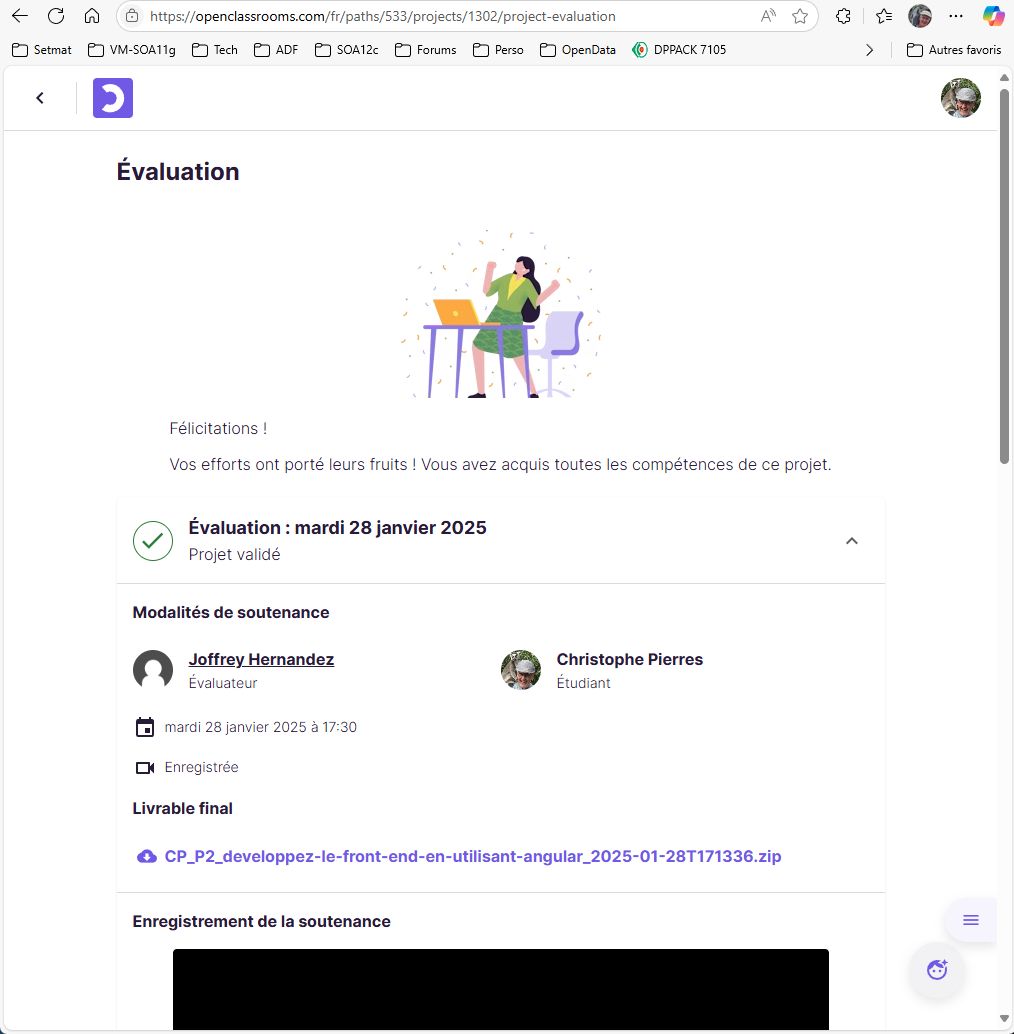 https://openclassrooms.com/fr/paths/533/projects/1302/project-evaluation
Setmat VM-SOA11g Tech ADF SOA12c Forums Perso OpenData DPPACK 7105 Autres favoris
Évaluation
Félicitations !
Vos efforts ont porté leurs fruits ! Vous avez acquis toutes les compétences de ce projet.
Évaluation : mardi 28 janvier 2025
Projet validé
Modalités de soutenance
Joffrey Hernandez
Évaluateur
Christophe Pierres
Étudiant
mardi 28 janvier 2025 à 17:30
Enregistrée
Livrable final
CP_P2_developpez-le-front-end-en-utilisant-angular_2025-01-28T171336.zip
Enregistrement de la soutenance